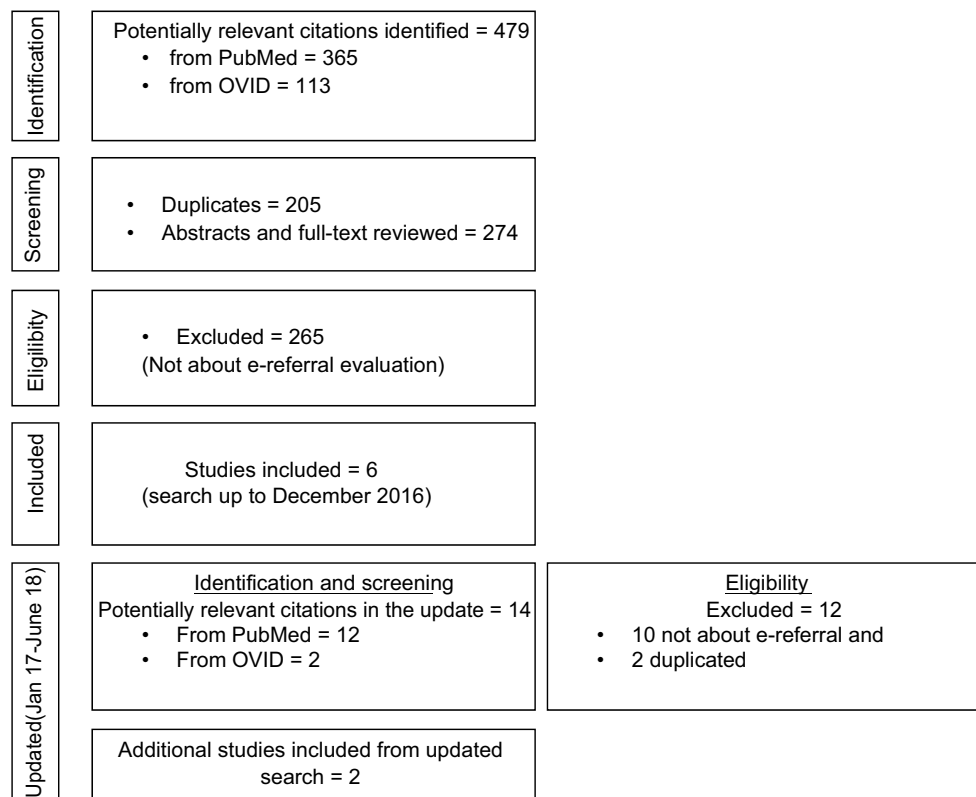 Identification
Potentially relevant citations identified = 479
• from PubMed = 365
• from OVID = 113
Screening
• Duplicates = 205
• Abstracts and full-text reviewed = 274
Eligilibity
• Excluded = 265
(Not about e-referral evaluation)
Included
Studies included = 6
(search up to December 2016)
Updated(Jan 17-June 18)
Identification and screening
Potentially relevant citations in the update = 14
• From PubMed = 12
• From OVID = 2
Eligibility
Excluded = 12
• 10 not about e-referral and
• 2 duplicated
Additional studies included from updated
search = 2